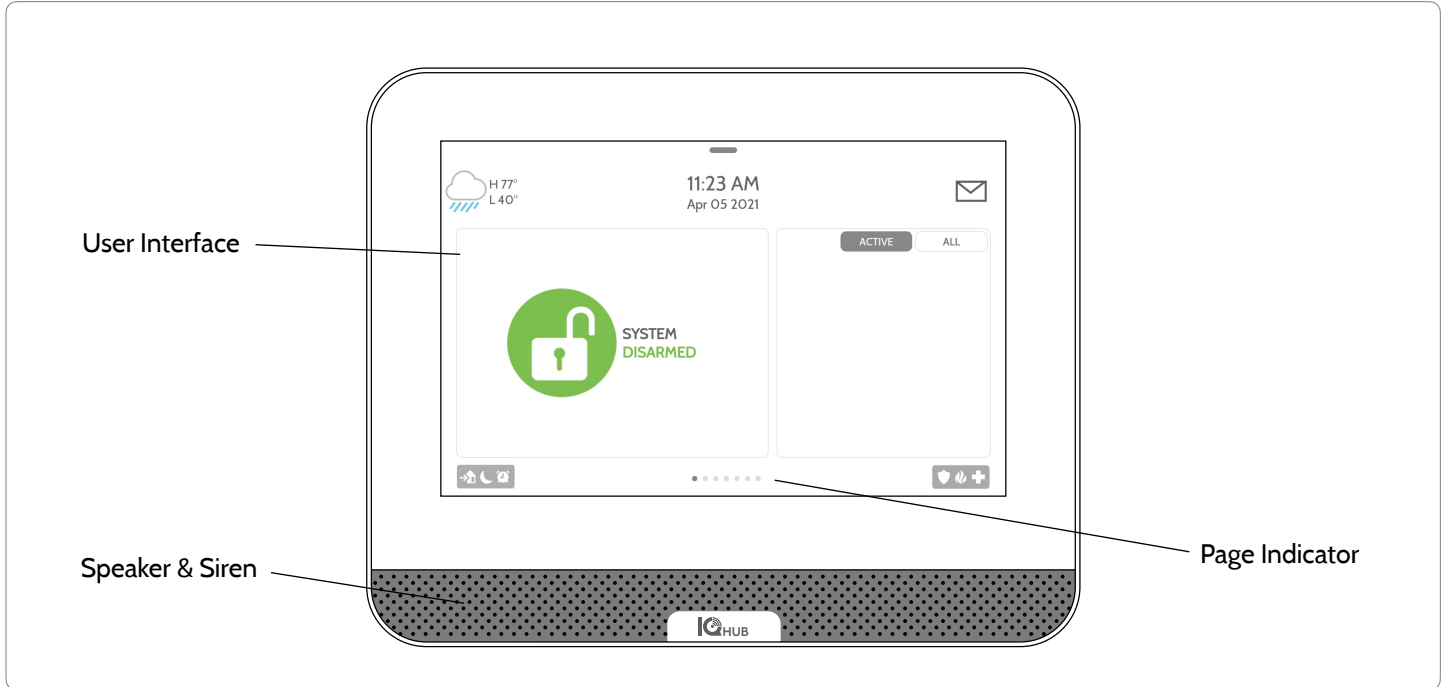 H 77°
L 40°
11:23 AM
Apr 05 2021
User Interface
ACTIVE
ALL
SYSTEM
DISARMED
Speaker & Siren
Page Indicator
IQ HUB